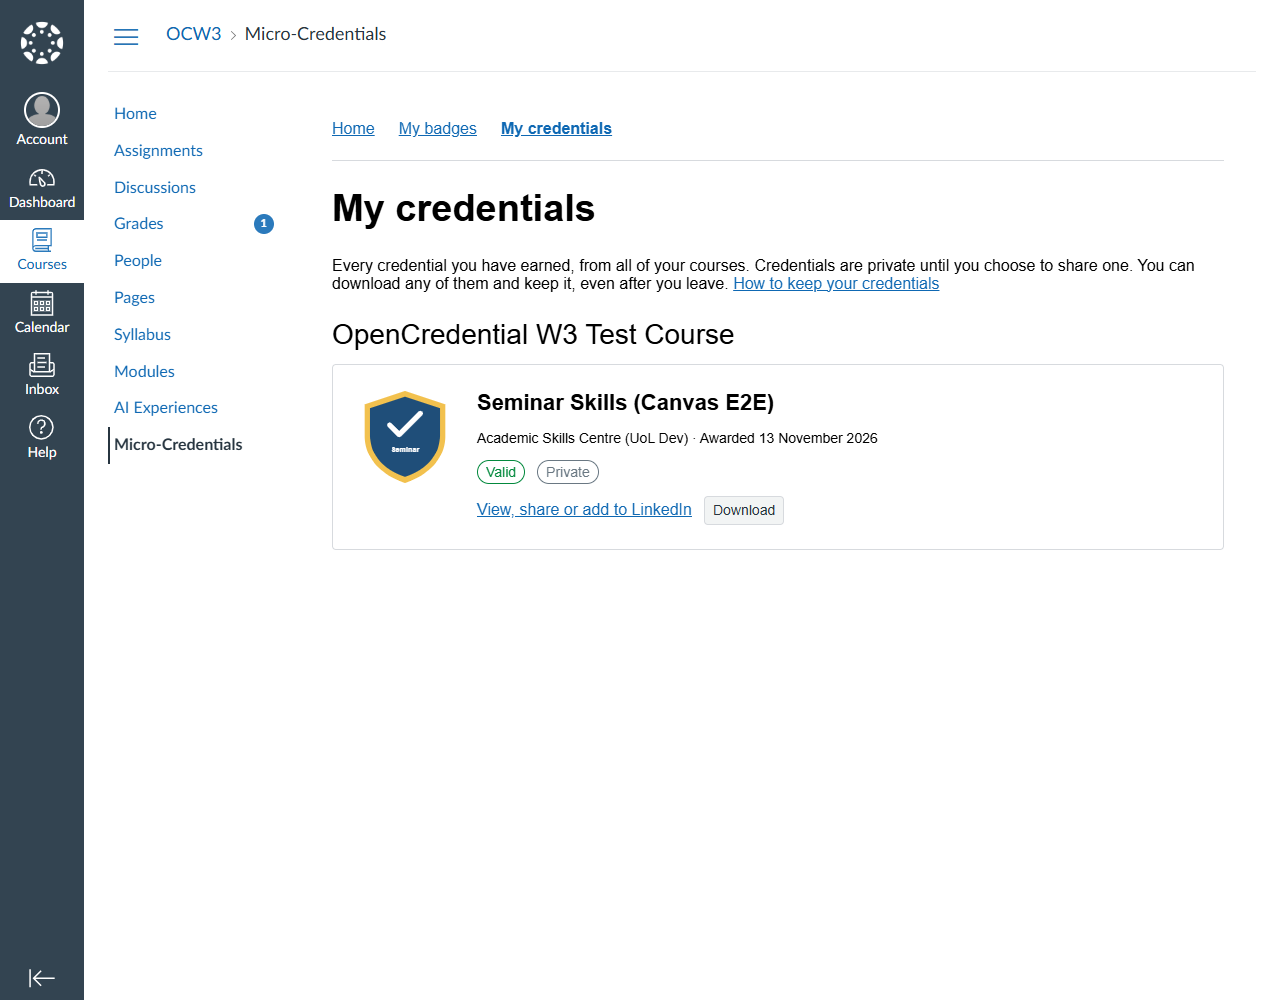 OCW3 > Micro-Credentials
Account
Dashboard
Courses
Calendar
Inbox
Help
Home
Assignments
Discussions
Grades 1
People
Pages
Syllabus
Modules
AI Experiences
Micro-Credentials
Home My badges My credentials
My credentials
Every credential you have earned, from all of your courses. Credentials are private until you choose to share one. You can
download any of them and keep it, even after you leave. How to keep your credentials
OpenCredential W3 Test Course
Seminar
Seminar Skills (Canvas E2E)
Academic Skills Centre (UoL Dev) · Awarded 13 November 2026
Valid Private
View, share or add to LinkedIn Download